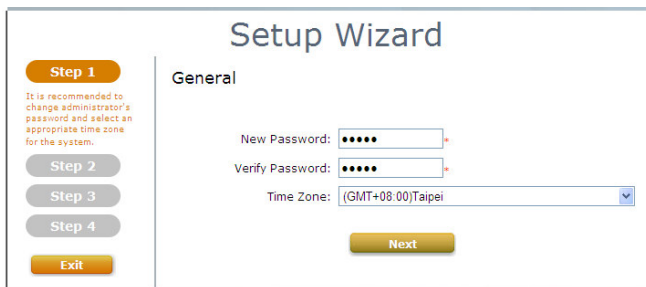 Setup Wizard
Step 1
It is recommended to
change administrator's
password and select an
appropriate time zone
for the system.
Step 2
Step 3
Step 4
Exit
General
New Password: ●●●●● *
Verify Password: ●●●●● *
Time Zone: (GMT+08:00)Taipei
Next